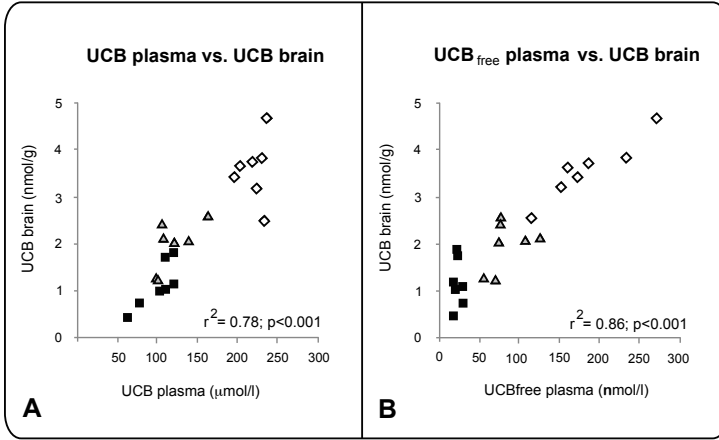 UCB plasma vs. UCB brain
5
4
3
2
1
0
UCB brain (nmol/g)
r2= 0.78; p<0.001
50 100 150 200 250 300
UCB plasma (μmol/l)
A
UCB free plasma vs. UCB brain
5
4
3
2
1
0
UCB brain (nmol/g)
r2= 0.86; p<0.001
0 50 100 150 200 250 300
UCBfree plasma (nmol/l)
B